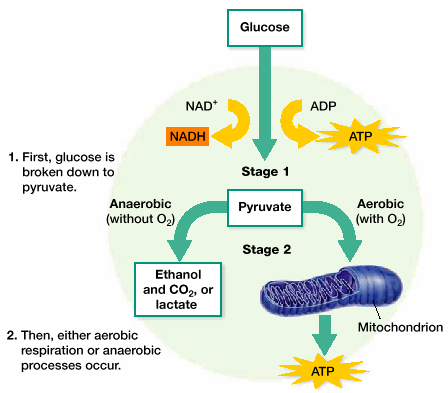 Glucose
NAD⁺
ADP
NADH
ATP
1. First, glucose is
broken down to
pyruvate.
Stage 1
Anaerobic
(without O₂)
Pyruvate
Aerobic
(with O₂)
Stage 2
Ethanol
and CO₂, or
lactate
Mitochondrion
2. Then, either aerobic
respiration or anaerobic
processes occur.
ATP